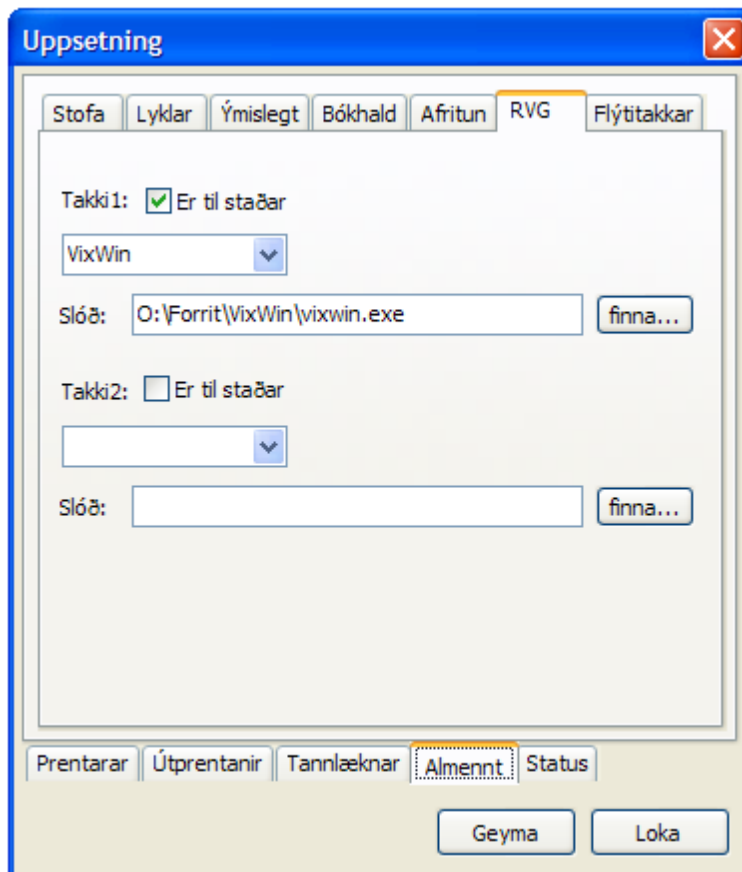 Uppsetning
Stofa Lyklar Ýmislegt Bókhald Afritun RVG Flýtitakkar
Takki1: Er til staðar
VixWin
Slóð: O:\Forrit\VixWin\vixwin.exe finna...
Takki2: Er til staðar
Slóð: finna...
Prentarar Útprentanir Tannlæknar Almennt Status
Geyma Loka